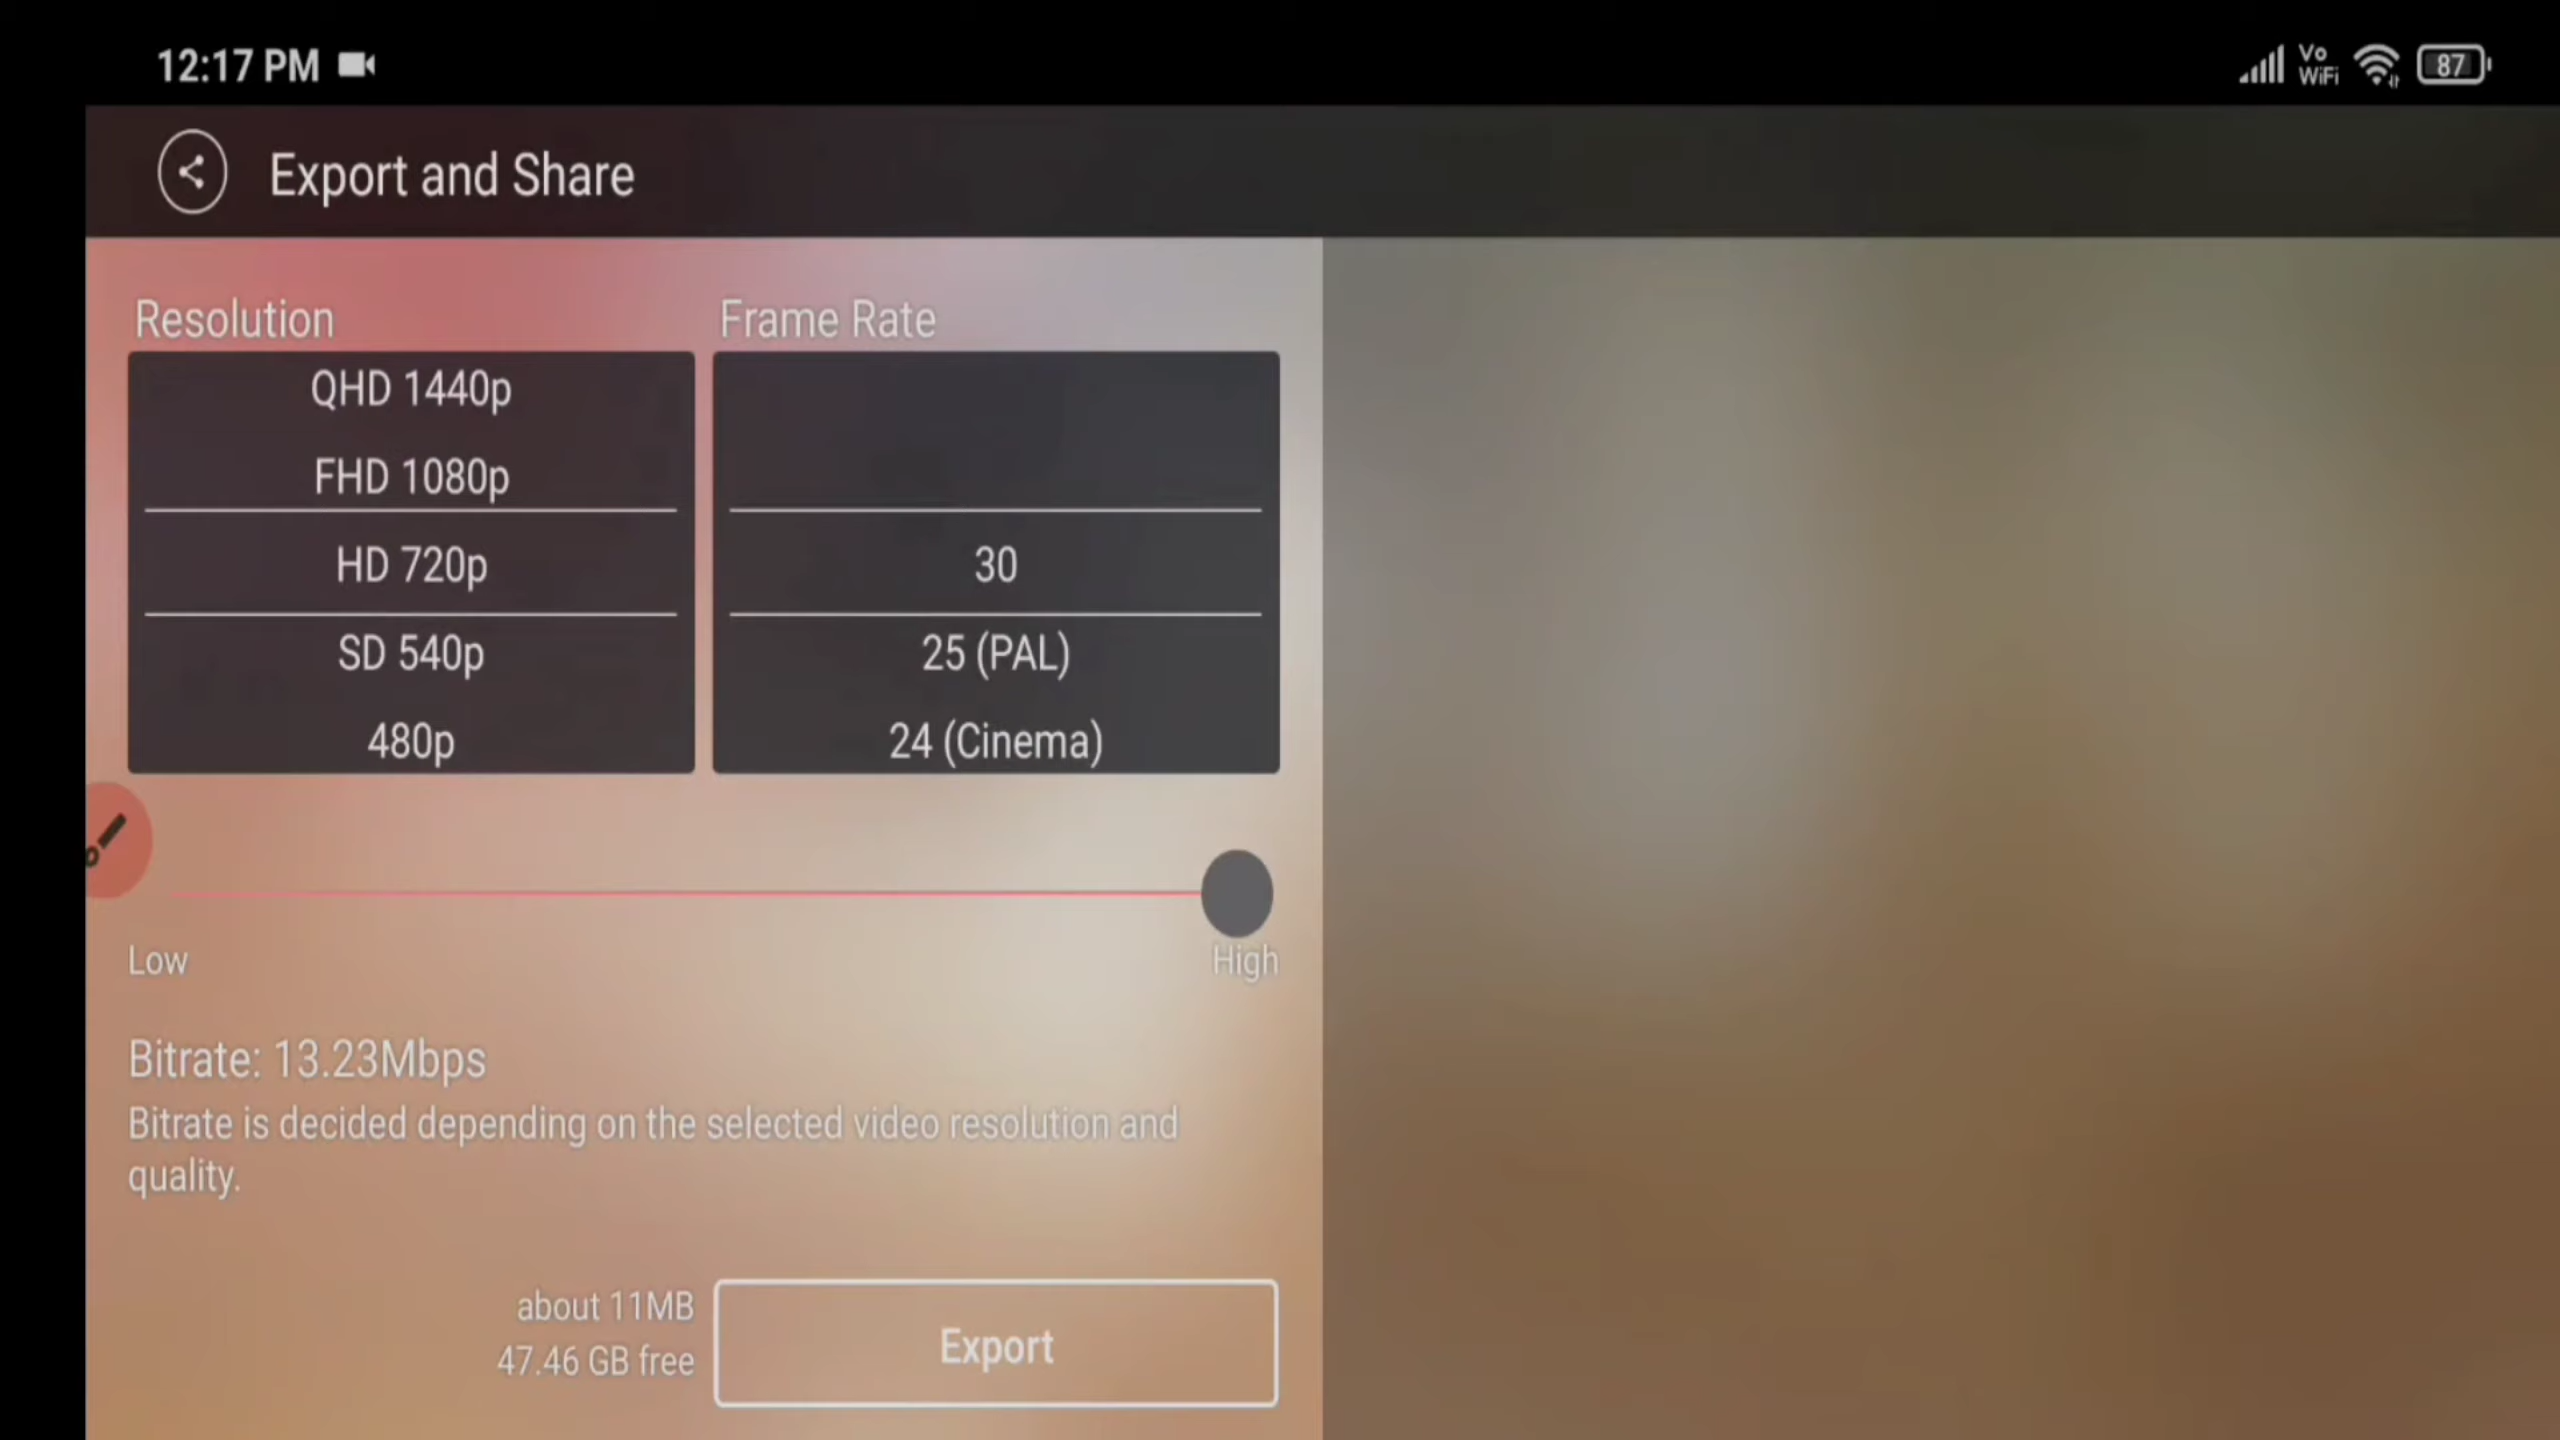 12:17 PM
Vo
WiFi
87
Export and Share
Resolution
Frame Rate
QHD 1440p
FHD 1080p
HD 720p
SD 540p
480p
30
25 (PAL)
24 (Cinema)
Low
High
Bitrate: 13.23Mbps
Bitrate is decided depending on the selected video resolution and
quality.
about 11MB
47.46 GB free
Export